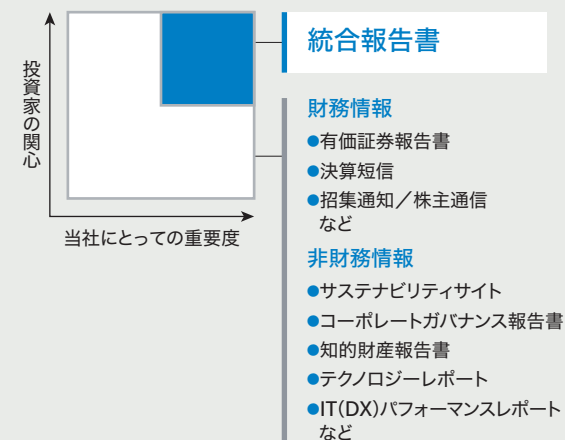 投資家の関心
当社にとっての重要度
統合報告書
財務情報
●有価証券報告書
●決算短信
●招集通知／株主通信
など
非財務情報
●サステナビリティサイト
●コーポレートガバナンス報告書
●知的財産報告書
●テクノロジーレポート
●IT(DX)パフォーマンスレポート
など